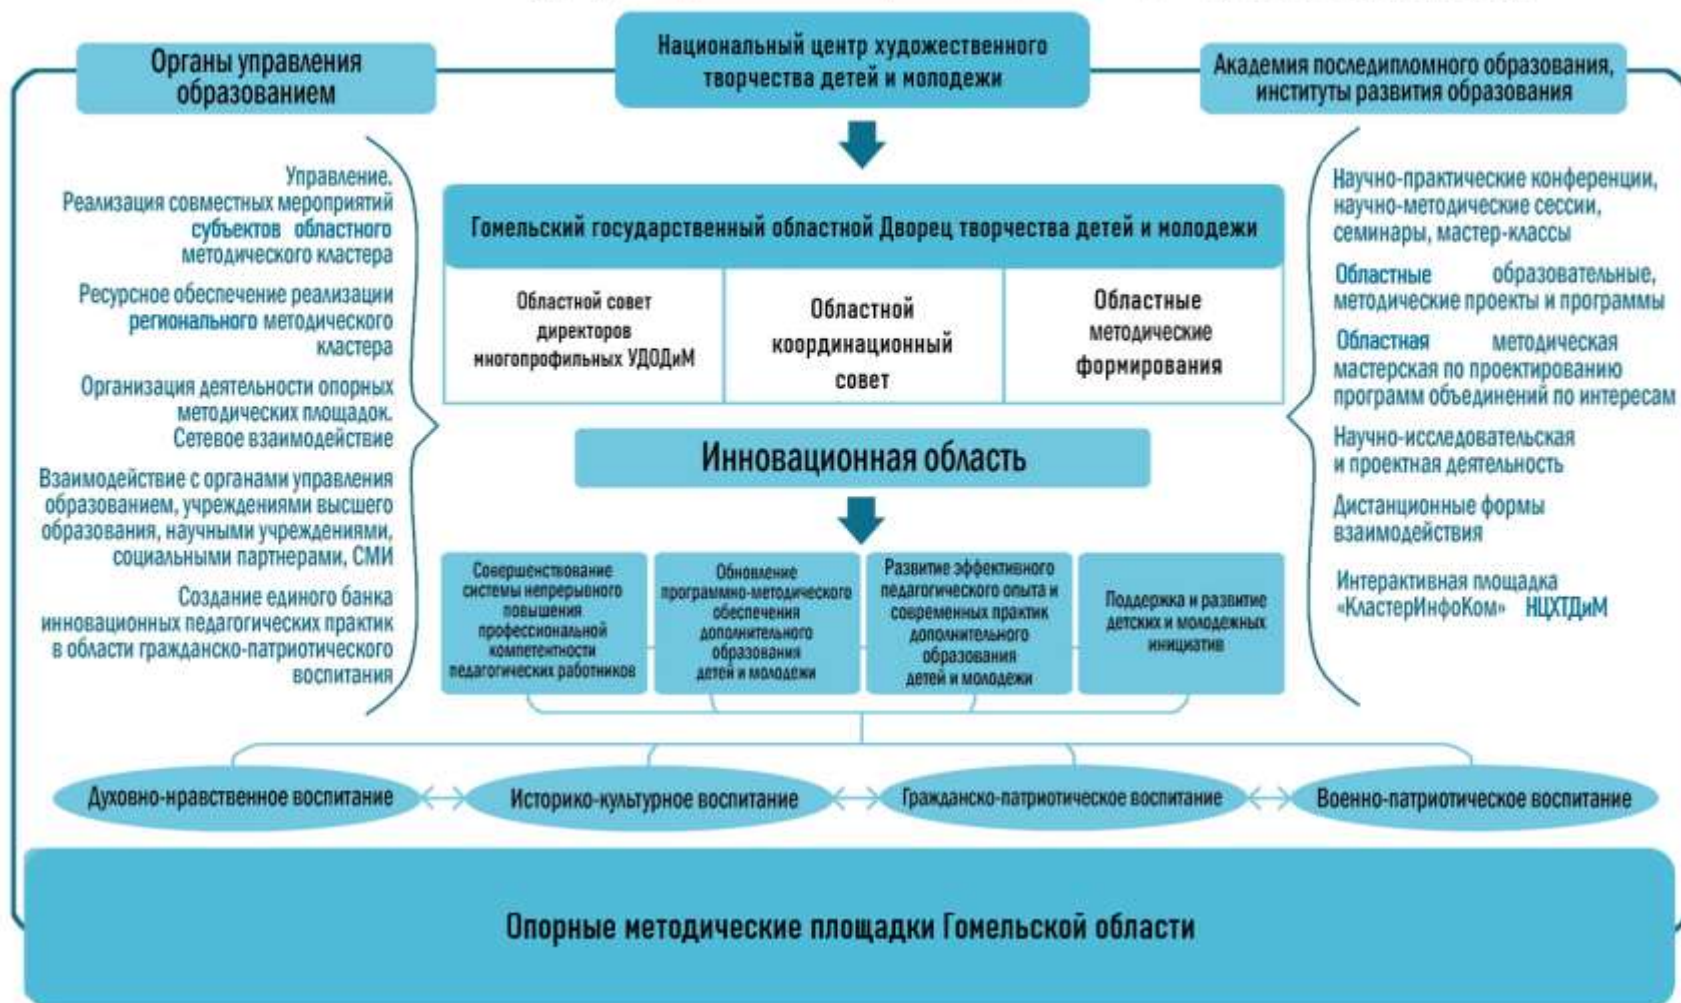 Национальный центр художественного
творчества детей и молодежи
Органы управления
образованием
Академия последипломного образования,
институты развития образования
Управление.
Реализация совместных мероприятий
субъектов областного
методического кластера
Ресурсное обеспечение реализации
регионального методического
кластера
Организация деятельности опорных
методических площадок.
Сетевое взаимодействие
Взаимодействие с органами управления
образованием, учреждениями высшего
образования, научными учреждениями,
социальными партнерами, СМИ
Создание единого банка
инновационных педагогических практик
в области гражданско-патриотического
воспитания
Гомельский государственный областной Дворец творчества детей и молодежи
Областной совет
директоров
многопрофильных УДОДиМ
Областной
координационный
совет
Областные
методические
формирования
Инновационная область
Совершенствование
системы непрерывного
повышения
профессиональной
компетентности
педагогических работников
Обновление
программно-методического
обеспечения
дополнительного
образования
детей и молодежи
Развитие эффективного
педагогического опыта и
современных практик
дополнительного
образования
детей и молодежи
Поддержка и развитие
детских и молодежных
инициатив
Научно-практические конференции,
научно-методические сессии,
семинары, мастер-классы
Областные образовательные,
методические проекты и программы
Областная методическая
мастерская по проектированию
программ объединений по интересам
Научно-исследовательская
и проектная деятельность
Дистанционные формы
взаимодействия
Интерактивная площадка
«КластерИнфоКом» НЦХТДиМ
Духовно-нравственное воспитание
Историко-культурное воспитание
Гражданско-патриотическое воспитание
Военно-патриотическое воспитание
Опорные методические площадки Гомельской области